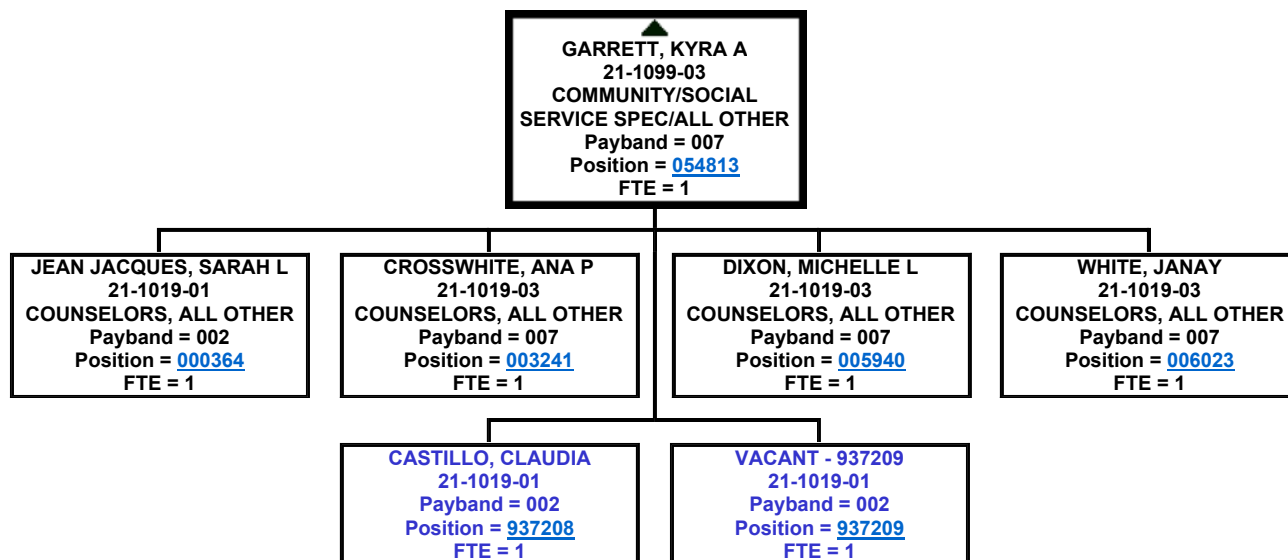 GARRETT, KYRA A
21-1099-03
COMMUNITY/SOCIAL
SERVICE SPEC/ALL OTHER
Payband = 007
Position = 054813
FTE = 1
JEAN JACQUES, SARAH L
21-1019-01
COUNSELORS, ALL OTHER
Payband = 002
Position = 000364
FTE = 1
CROSSWHITE, ANA P
21-1019-03
COUNSELORS, ALL OTHER
Payband = 007
Position = 003241
FTE = 1
DIXON, MICHELLE L
21-1019-03
COUNSELORS, ALL OTHER
Payband = 007
Position = 005940
FTE = 1
WHITE, JANAY
21-1019-03
COUNSELORS, ALL OTHER
Payband = 007
Position = 006023
FTE = 1
CASTILLO, CLAUDIA
21-1019-01
Payband = 002
Position = 937208
FTE = 1
VACANT - 937209
21-1019-01
Payband = 002
Position = 937209
FTE = 1